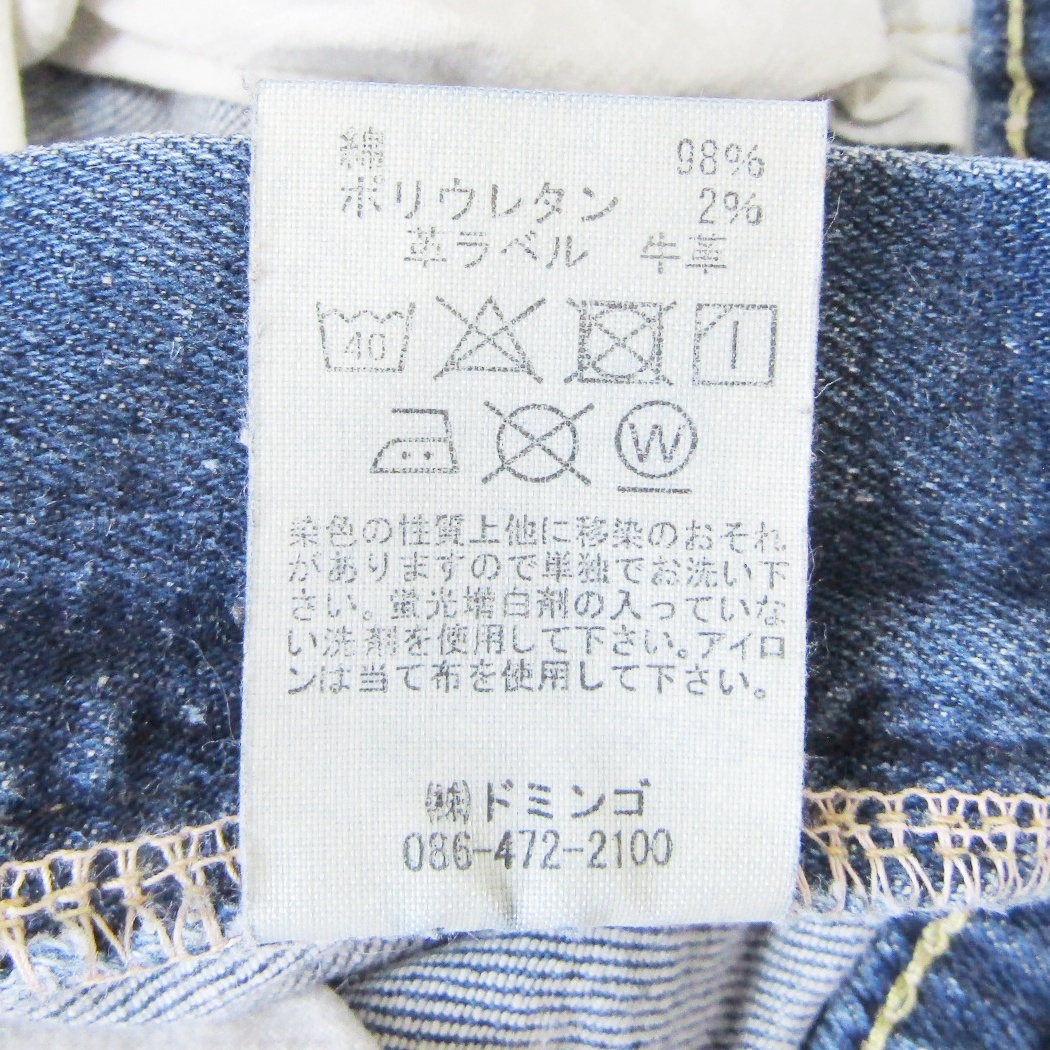 綿 98%
ポリウレタン 2%
革ラベル 牛革
40
W
染色の性質上他に移染のおそれ
がありますので単独でお洗い下
さい。蛍光増白剤の入っていな
い洗剤を使用して下さい。アイロ
ンは当て布を使用して下さい。
㈱ドミンゴ
086-472-2100